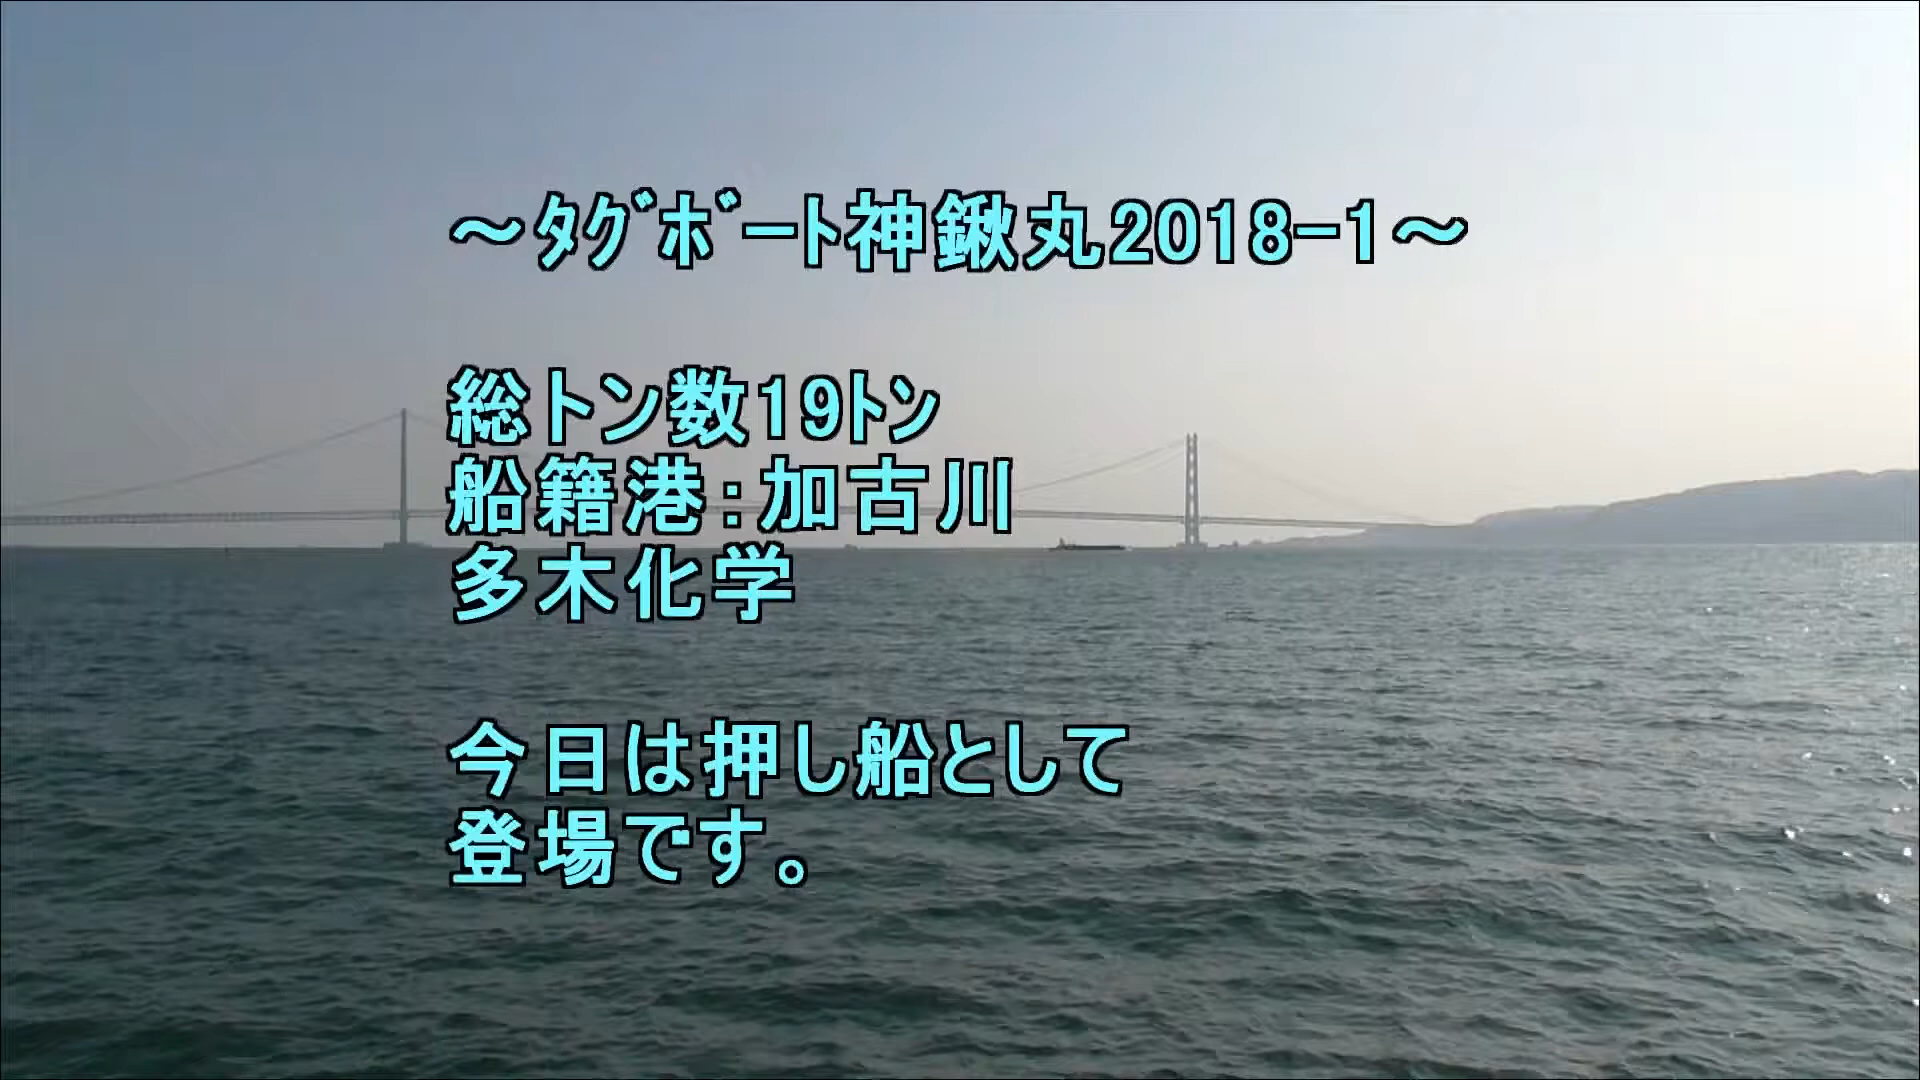 ～ﾀｸﾞﾎﾞｰﾄ神鍬丸2018-1～
総トン数19ﾄﾝ
船籍港：加古川
多木化学
今日は押し船として
登場です。